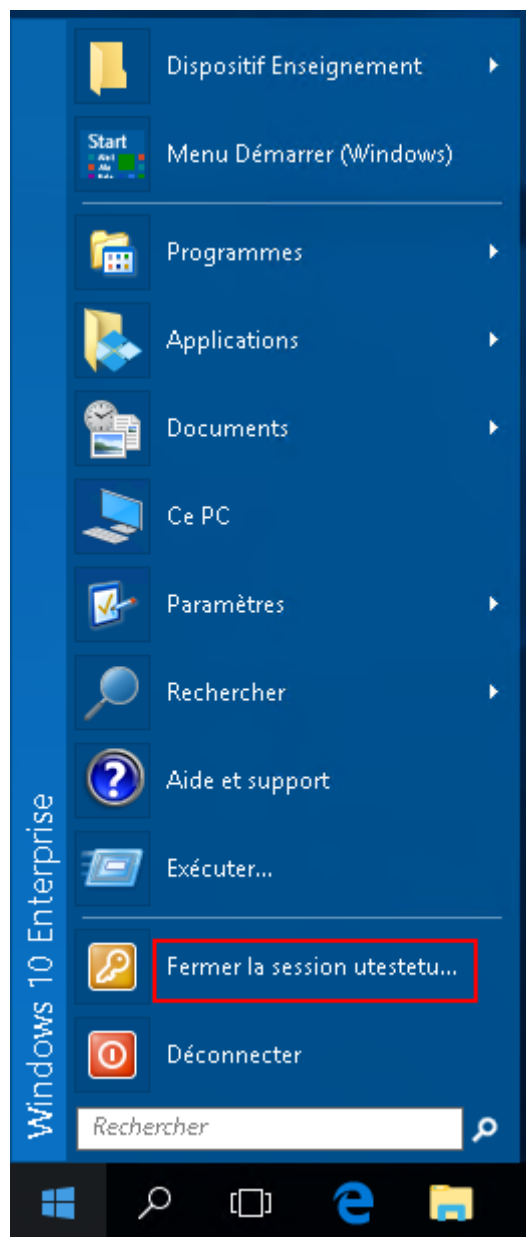 Dispositif Enseignement
Start
Menu Démarrer (Windows)
Programmes
Applications
Documents
Ce PC
Paramètres
Rechercher
Aide et support
Exécuter...
Fermer la session utestetu...
Déconnecter
Rechercher
Windows 10 Enterprise